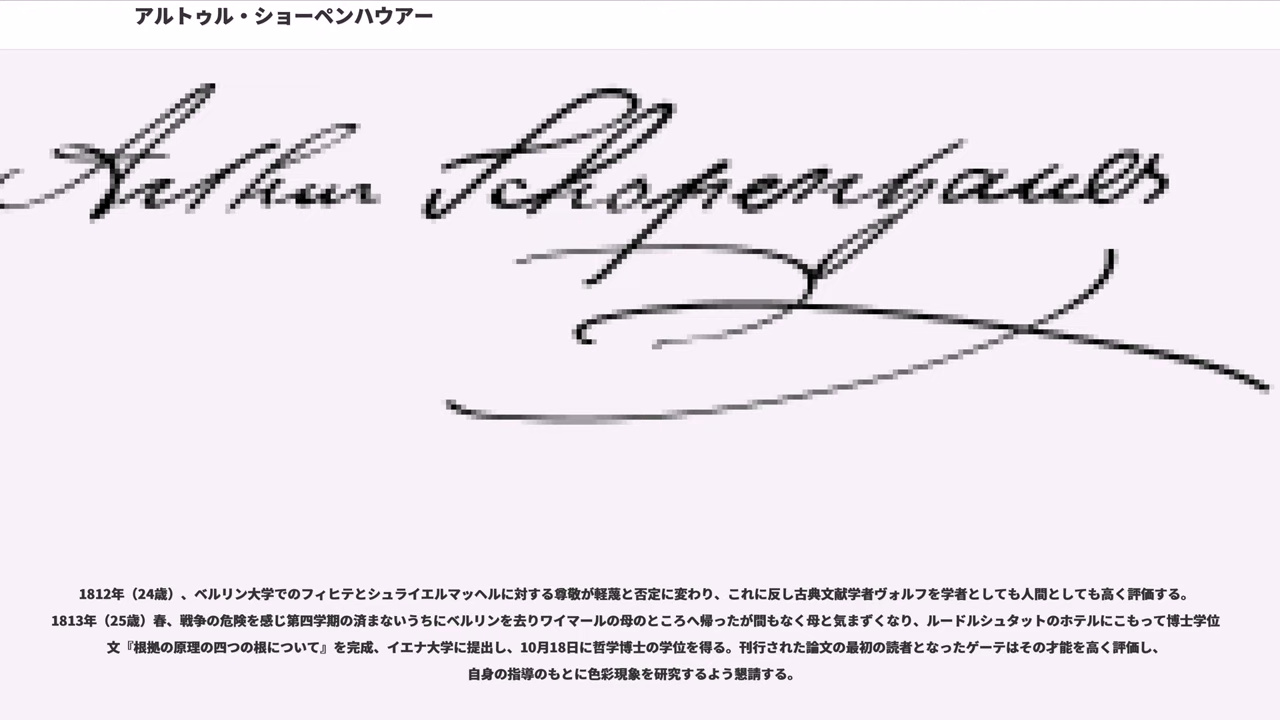 アルトゥル・ショーペンハウアー
Arthur Schopenhauer
1812年（24歳）、ベルリン大学でのフィヒテとシュライエルマッヘルに対する尊敬が軽蔑と否定に変わり、これに反し古典文献学者ヴォルフを学者としても人間としても高く評価する。
1813年（25歳）春、戦争の危険を感じ第四学期の済まないうちにベルリンを去りワイマールの母のところへ帰ったが間もなく母と気まずくなり、ルードルシュタットのホテルにこもって博士学位
文『根拠の原理の四つの根について』を完成、イエナ大学に提出し、10月18日に哲学博士の学位を得る。刊行された論文の最初の読者となったゲーテはその才能を高く評価し、
自身の指導のもとに色彩現象を研究するよう懇請する。